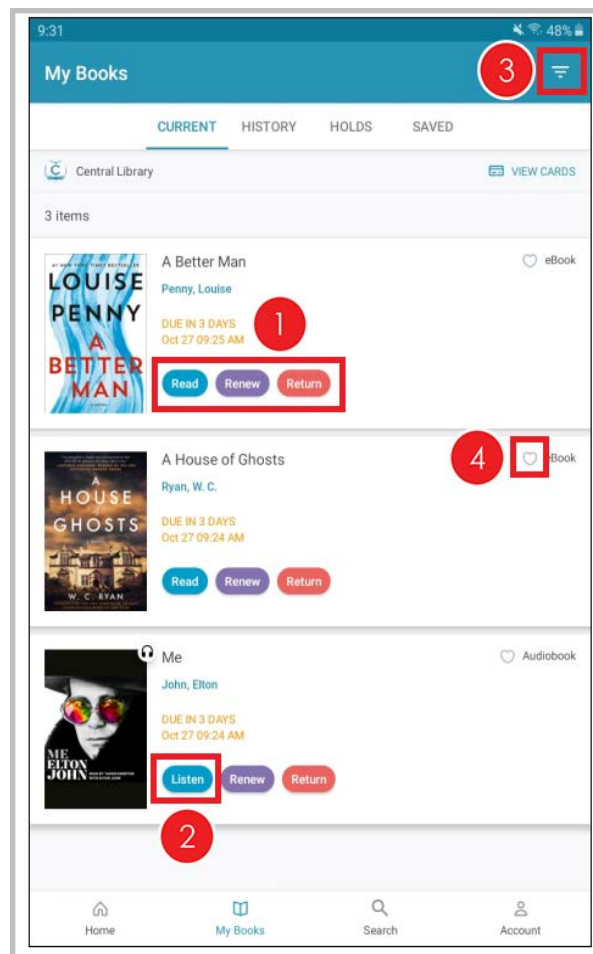 9:31
48%
My Books
3
CURRENT HISTORY HOLDS SAVED
Central Library
VIEW CARDS
3 items
LOUISE
PENNY
A
BETTER
MAN
A Better Man
eBook
Penny, Louise
DUE IN 3 DAYS
Oct 27 09:25 AM
1
Read Renew Return
A
HOUSE
of
GHOSTS
W. C. RYAN
A House of Ghosts
4
eBook
Ryan, W. C.
DUE IN 3 DAYS
Oct 27 09:24 AM
Read Renew Return
ME
ELTON
JOHN
Me
Audiobook
John, Elton
DUE IN 3 DAYS
Oct 27 09:24 AM
Listen Renew Return
2
Home My Books Search Account